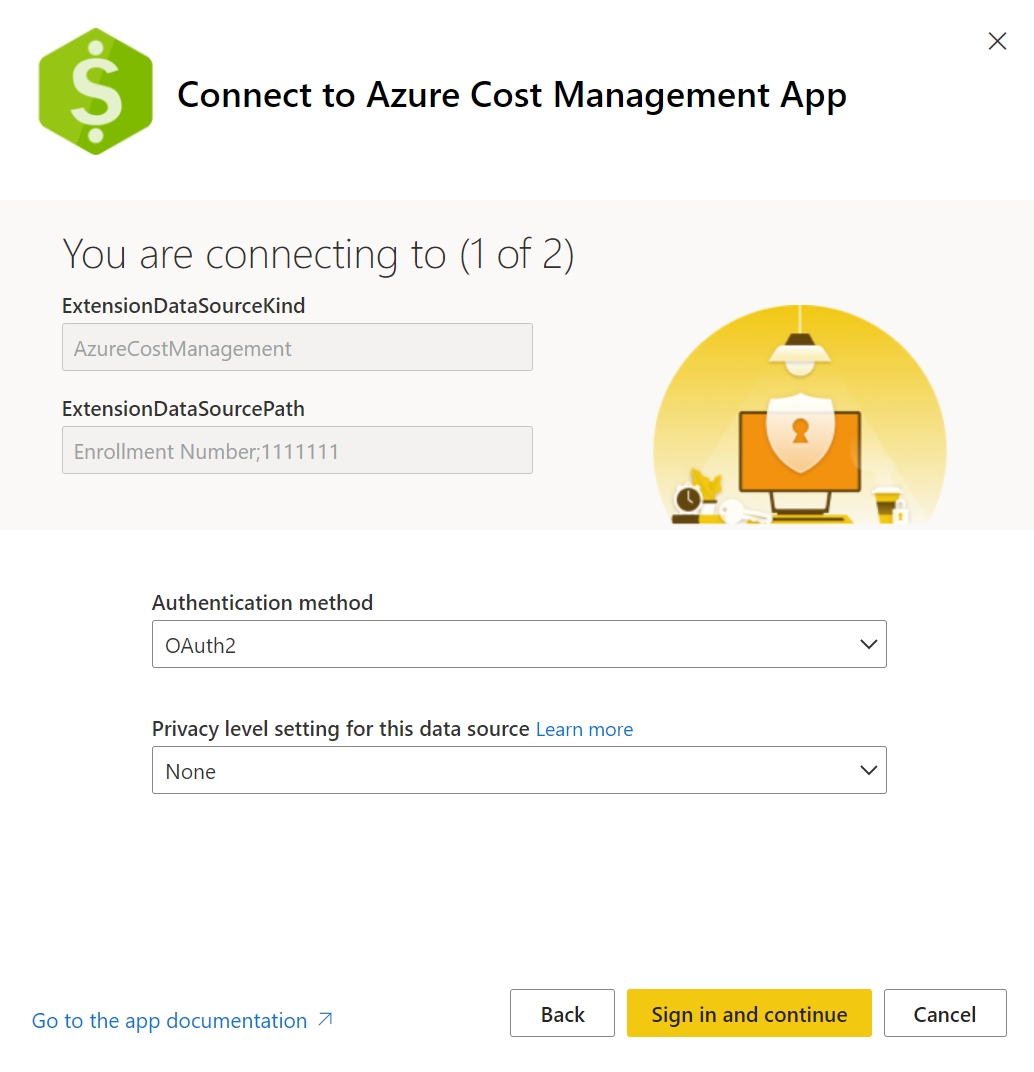 Connect to Azure Cost Management App
You are connecting to (1 of 2)
ExtensionDataSourceKind
AzureCostManagement
ExtensionDataSourcePath
Enrollment Number;1111111
Authentication method
OAuth2
Privacy level setting for this data source Learn more
None
Go to the app documentation
Back
Sign in and continue
Cancel